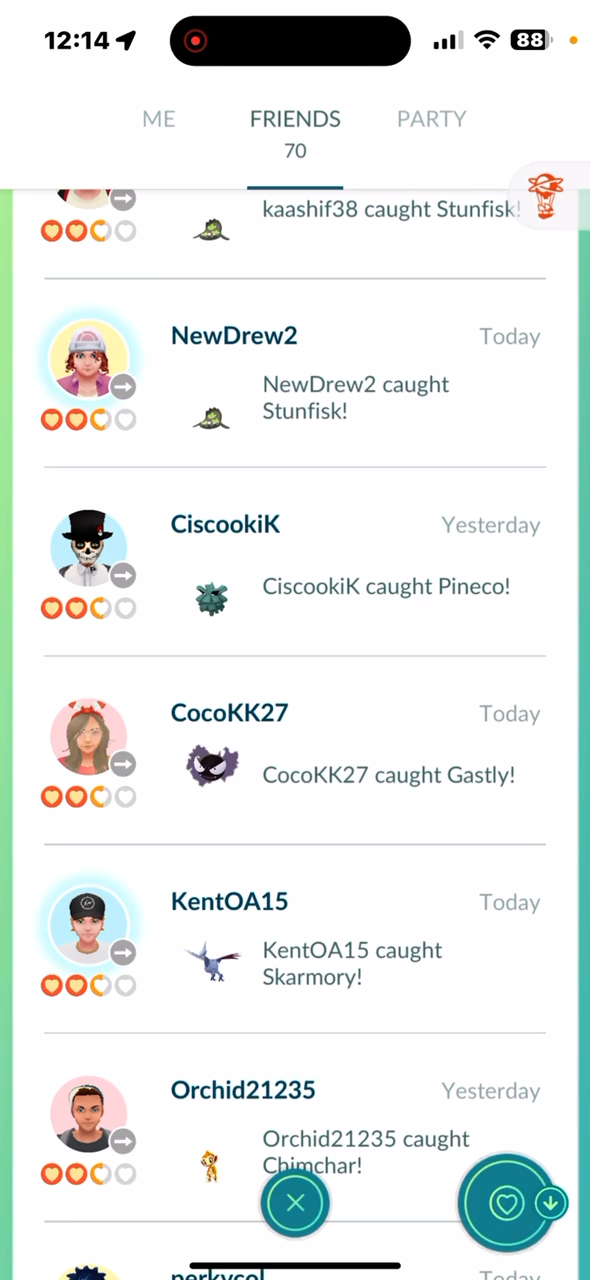 12:14
88
ME
FRIENDS
PARTY
70
kaashif38 caught Stunfisk!
NewDrew2
Today
NewDrew2 caught
Stunfisk!
CiscookiK
Yesterday
CiscookiK caught Pineco!
CocoKK27
Today
CocoKK27 caught Gastly!
KentOA15
Today
KentOA15 caught
Skarmory!
Orchid21235
Yesterday
Orchid21235 caught
Chimchar!
perkycol
Today